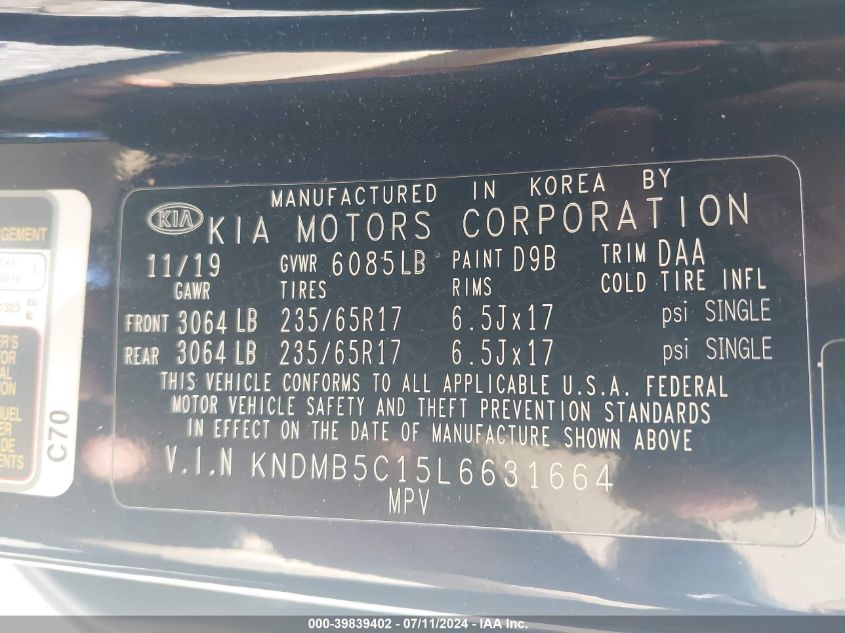 MANUFACTURED IN KOREA BY
KIA KIA MOTORS CORPORATION
11/19 GVWR 6085LB PAINT D9B TRIM DAA
GAWR TIRES RIMS COLD TIRE INFL
FRONT 3064 LB 235/65R17 6.5Jx17 psi SINGLE
REAR 3064 LB 235/65R17 6.5Jx17 psi SINGLE
THIS VEHICLE CONFORMS TO ALL APPLICABLE U.S.A. FEDERAL
MOTOR VEHICLE SAFETY AND THEFT PREVENTION STANDARDS
IN EFFECT ON THE DATE OF MANUFACTURE SHOWN ABOVE
V.I.N KNDMB5C15L6631664
MPV
C70
000-39839402 - 07/11/2024 - IAA Inc.